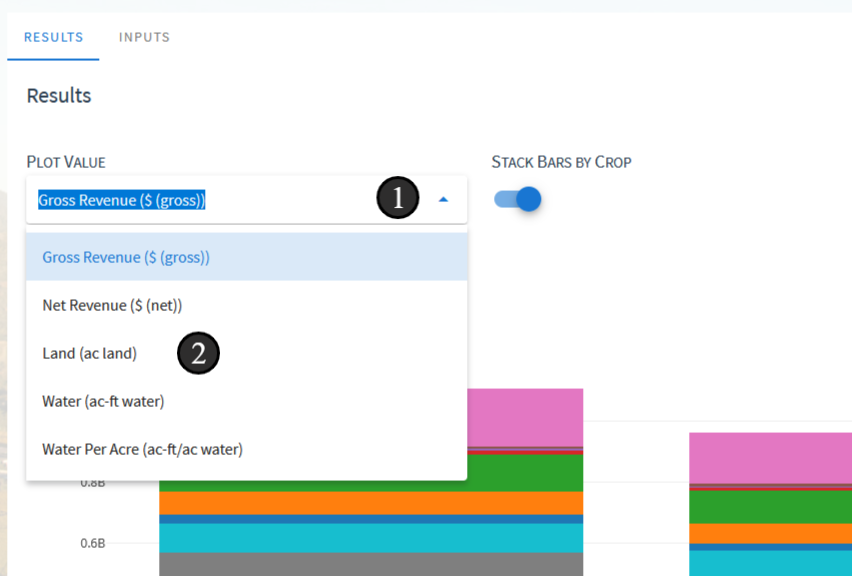 RESULTS INPUTS
Results
PLOT VALUE STACK BARS BY CROP
Gross Revenue ($ (gross)) 1
Gross Revenue ($ (gross))
Net Revenue ($ (net))
Land (ac land) 2
Water (ac-ft water)
Water Per Acre (ac-ft/ac water)
0.8B
0.6B